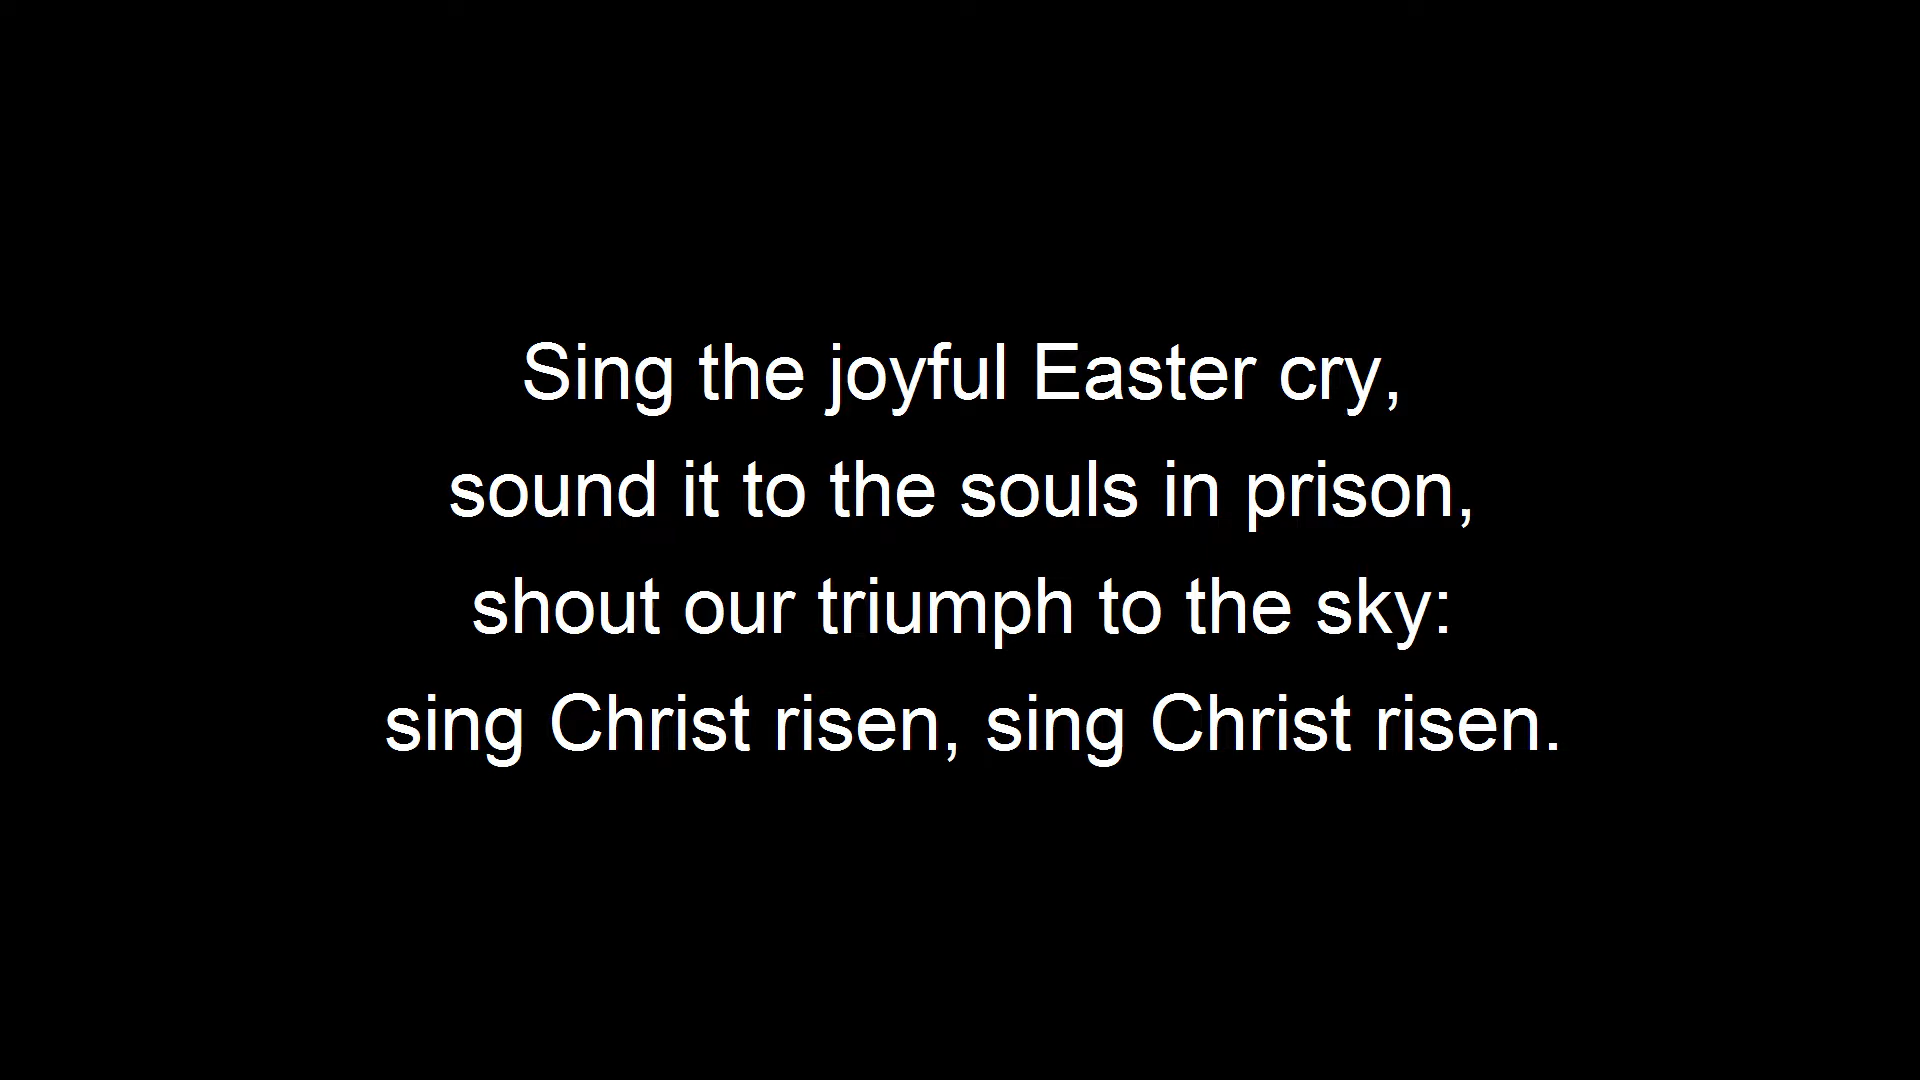 Sing the joyful Easter cry,
sound it to the souls in prison,
shout our triumph to the sky:
sing Christ risen, sing Christ risen.